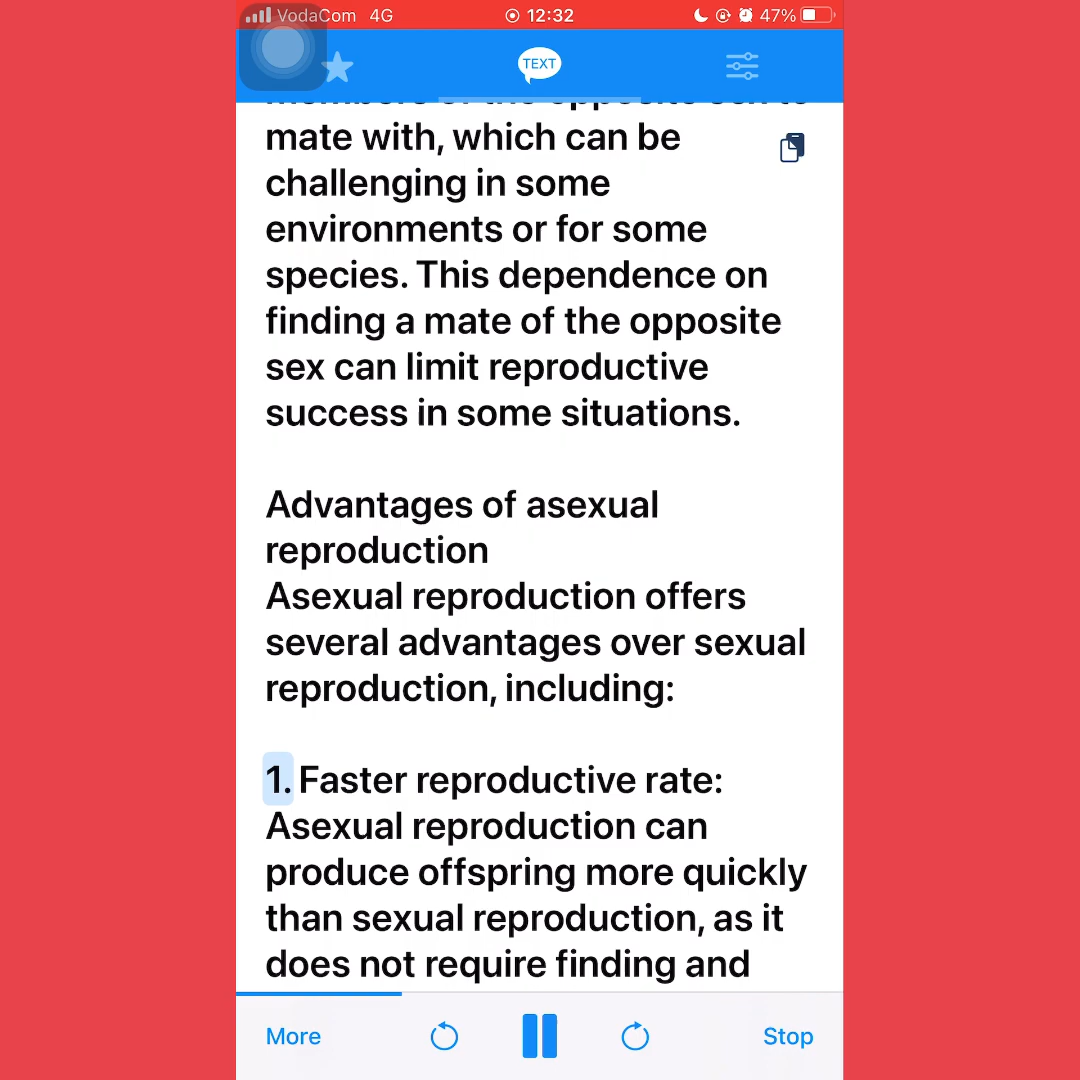 VodaCom 4G 12:32 47%
TEXT
mate with, which can be
challenging in some
environments or for some
species. This dependence on
finding a mate of the opposite
sex can limit reproductive
success in some situations.
Advantages of asexual
reproduction
Asexual reproduction offers
several advantages over sexual
reproduction, including:
1. Faster reproductive rate:
Asexual reproduction can
produce offspring more quickly
than sexual reproduction, as it
does not require finding and
More Stop